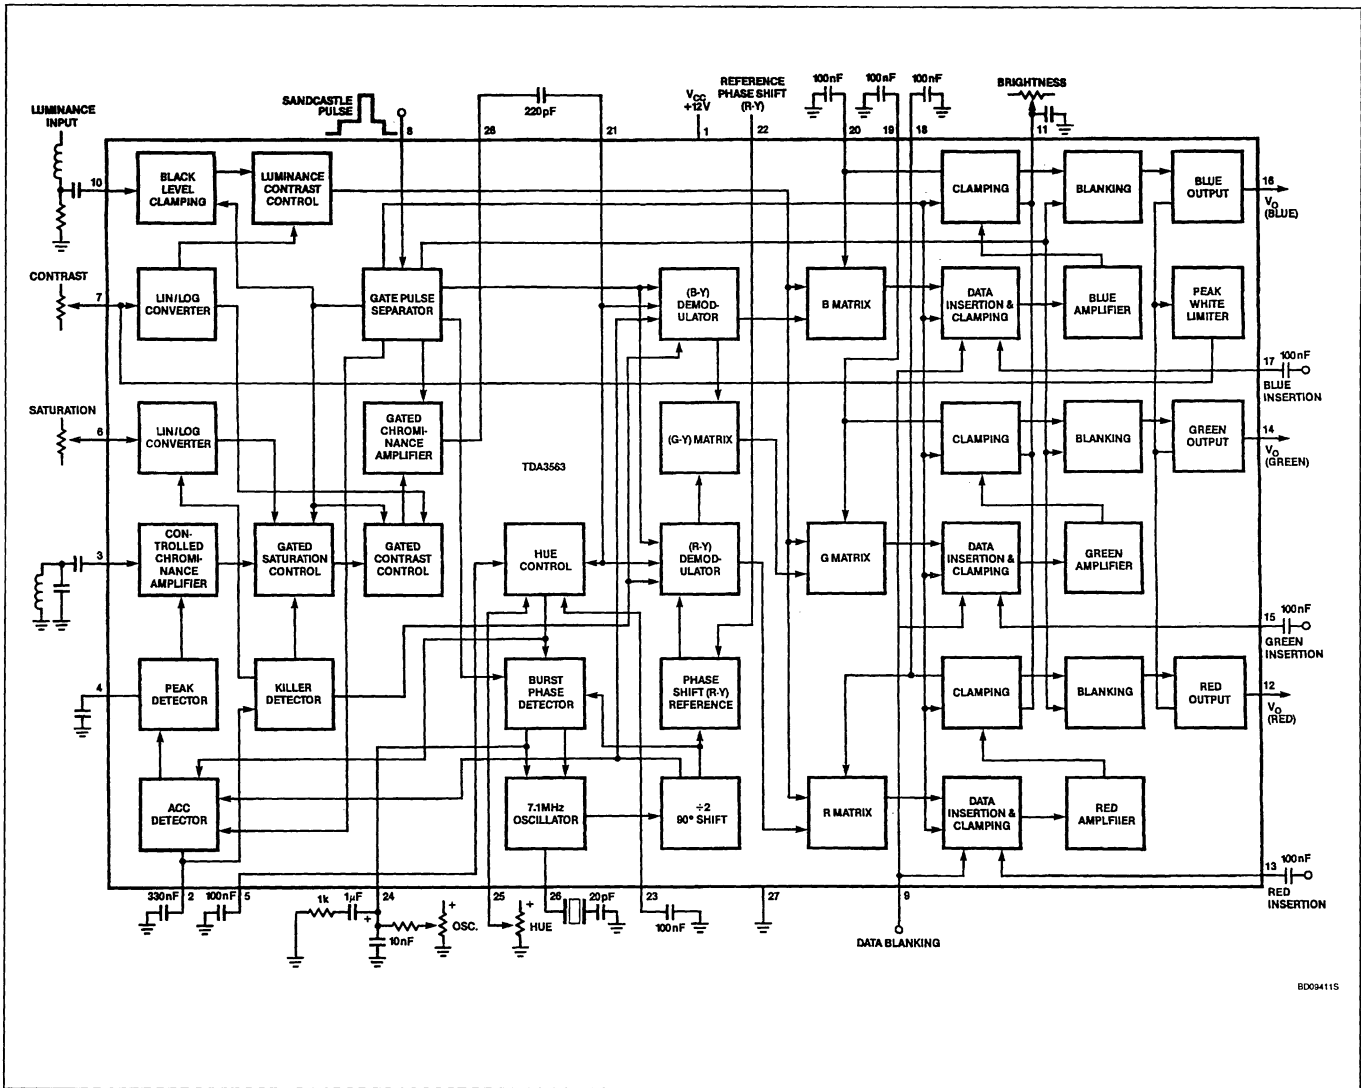 100nF
100nF
100nF
BRIGHTNESS
REFERENCE
PHASE SHIFT
(R-Y)
VCC
+12V
SANDCASTLE
PULSE
220pF
LUMINANCE
INPUT
8
28
21
1
22
20
19
18
11
10
BLACK
LEVEL
CLAMPING
LUMINANCE
CONTRAST
CONTROL
CLAMPING
BLANKING
BLUE
OUTPUT
16
VO
(BLUE)
CONTRAST
7
LIN/LOG
CONVERTER
GATE PULSE
SEPARATOR
(B-Y)
DEMOD-
ULATOR
B MATRIX
DATA
INSERTION &
CLAMPING
BLUE
AMPLIFIER
PEAK
WHITE
LIMITER
17
100nF
BLUE
INSERTION
SATURATION
6
LIN/LOG
CONVERTER
GATED
CHROMI-
NANCE
AMPLIFIER
TDA3563
(G-Y) MATRIX
CLAMPING
BLANKING
GREEN
OUTPUT
14
VO
(GREEN)
3
CON-
TROLLED
CHROMI-
NANCE
AMPLIFIER
GATED
SATURATION
CONTROL
GATED
CONTRAST
CONTROL
HUE
CONTROL
(R-Y)
DEMOD-
ULATOR
G MATRIX
DATA
INSERTION
& CLAMPING
GREEN
AMPLIFIER
15
100nF
GREEN
INSERTION
4
PEAK
DETECTOR
KILLER
DETECTOR
BURST
PHASE
DETECTOR
PHASE
SHIFT (R-Y)
REFERENCE
CLAMPING
BLANKING
RED
OUTPUT
12
VO
(RED)
ACC
DETECTOR
7.1MHz
OSCILLATOR
÷2
90° SHIFT
R MATRIX
DATA
INSERTION &
CLAMPING
RED
AMPLFIIER
13
100nF
RED
INSERTION
330nF
2
100nF
5
1k
1µF
+
24
10nF
+
OSC.
25
+
HUE
26
20pF
23
100nF
27
9
DATA BLANKING
BD09411S